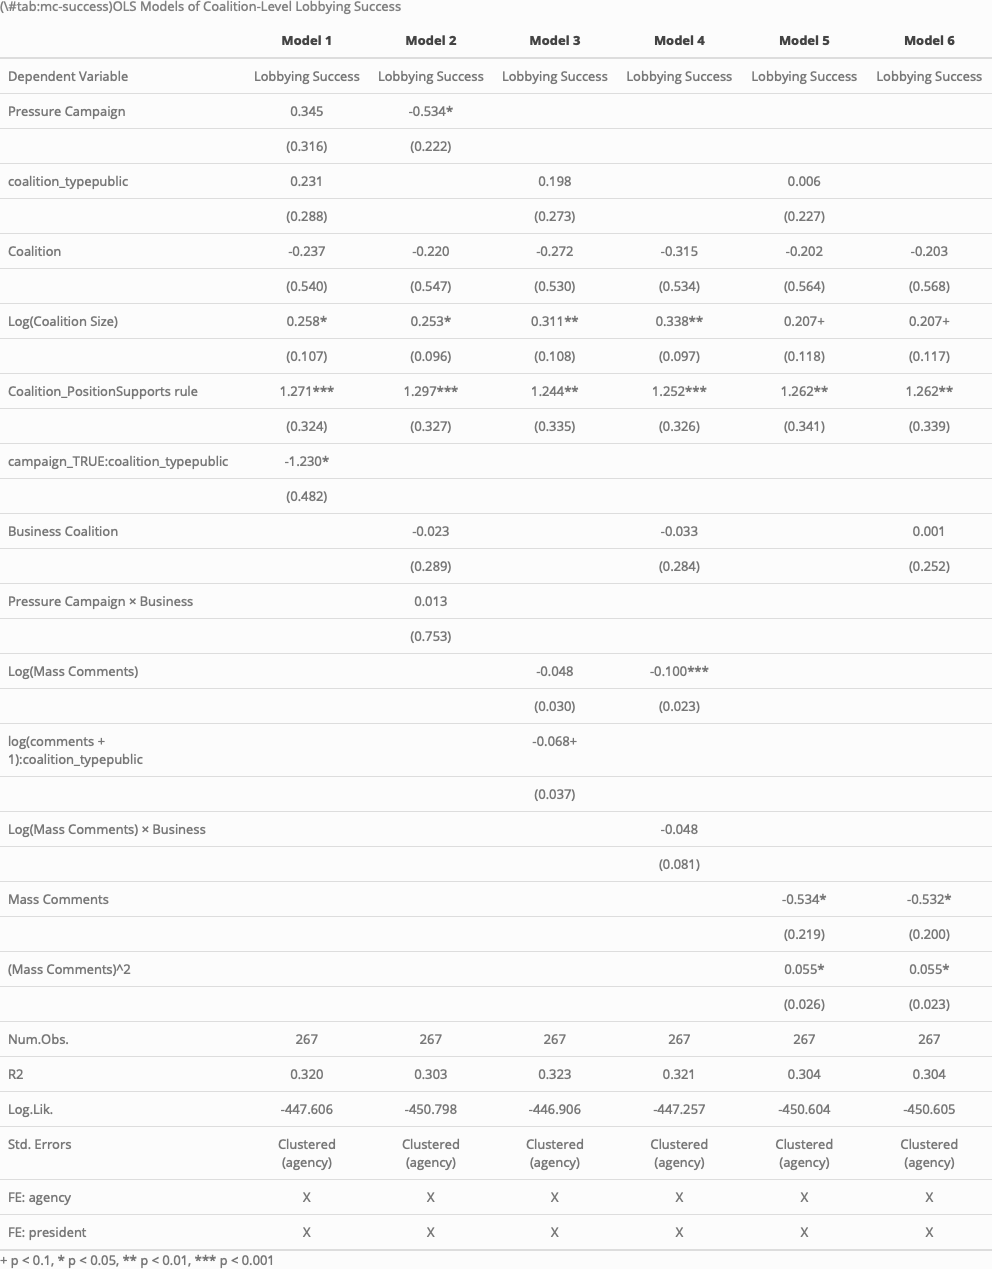 (\#tab:mc-success)OLS Models of Coalition-Level Lobbying Success
Model 1 Model 2 Model 3 Model 4 Model 5 Model 6
Dependent Variable Lobbying Success Lobbying Success Lobbying Success Lobbying Success Lobbying Success Lobbying Success
Pressure Campaign 0.345 -0.534*
(0.316) (0.222)
coalition_typepublic 0.231 0.198 0.006
(0.288) (0.273) (0.227)
Coalition -0.237 -0.220 -0.272 -0.315 -0.202 -0.203
(0.540) (0.547) (0.530) (0.534) (0.564) (0.568)
Log(Coalition Size) 0.258* 0.253* 0.311** 0.338** 0.207+ 0.207+
(0.107) (0.096) (0.108) (0.097) (0.118) (0.117)
Coalition_PositionSupports rule 1.271*** 1.297*** 1.244** 1.252*** 1.262** 1.262**
(0.324) (0.327) (0.335) (0.326) (0.341) (0.339)
campaign_TRUE:coalition_typepublic -1.230*
(0.482)
Business Coalition -0.023 -0.033 0.001
(0.289) (0.284) (0.252)
Pressure Campaign × Business 0.013
(0.753)
Log(Mass Comments) -0.048 -0.100***
(0.030) (0.023)
log(comments + -0.068+
1):coalition_typepublic
(0.037)
Log(Mass Comments) × Business -0.048
(0.081)
Mass Comments -0.534* -0.532*
(0.219) (0.200)
(Mass Comments)^2 0.055* 0.055*
(0.026) (0.023)
Num.Obs. 267 267 267 267 267 267
R2 0.320 0.303 0.323 0.321 0.304 0.304
Log.Lik. -447.606 -450.798 -446.906 -447.257 -450.604 -450.605
Std. Errors Clustered Clustered Clustered Clustered Clustered Clustered
(agency) (agency) (agency) (agency) (agency) (agency)
FE: agency X X X X X X
FE: president X X X X X X
+ p < 0.1, * p < 0.05, ** p < 0.01, *** p < 0.001